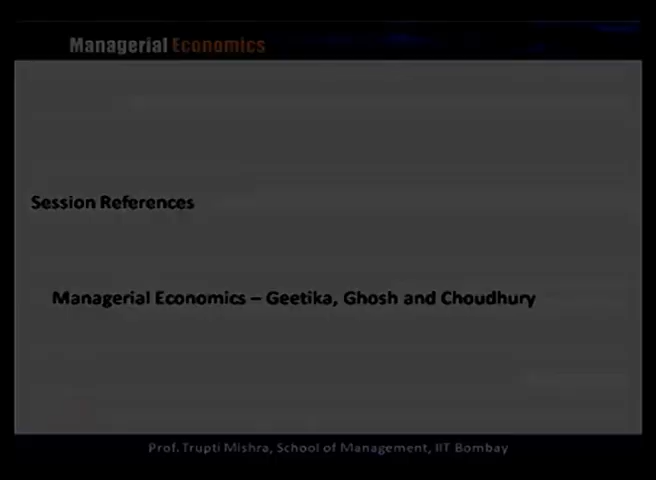 Managerial Economics
Session References
Managerial Economics – Geetika, Ghosh and Choudhury
Prof. Trupti Mishra, School of Management, IIT Bombay